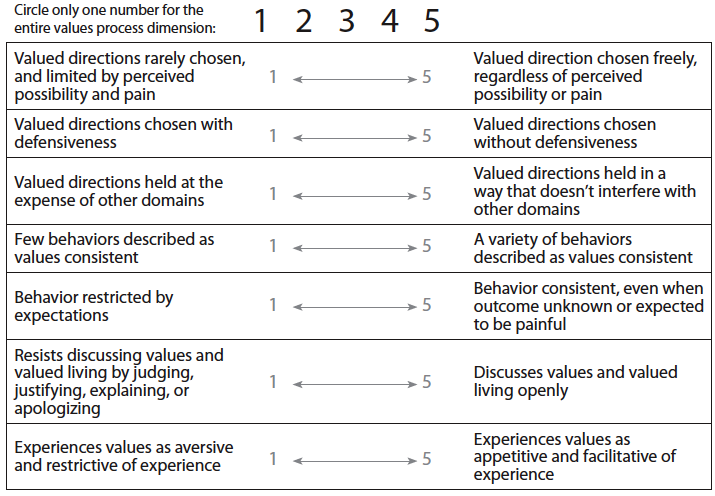 Circle only one number for the
entire values process dimension:
1 2 3 4 5
Valued directions rarely chosen,
and limited by perceived
possibility and pain
1
5
Valued direction chosen freely,
regardless of perceived
possibility or pain
Valued directions chosen with
defensiveness
1
5
Valued directions chosen
without defensiveness
Valued directions held at the
expense of other domains
1
5
Valued directions held in a
way that doesn’t interfere with
other domains
Few behaviors described as
values consistent
1
5
A variety of behaviors
described as values consistent
Behavior restricted by
expectations
1
5
Behavior consistent, even when
outcome unknown or expected
to be painful
Resists discussing values and
valued living by judging,
justifying, explaining, or
apologizing
1
5
Discusses values and valued
living openly
Experiences values as aversive
and restrictive of experience
1
5
Experiences values as
appetitive and facilitative of
experience